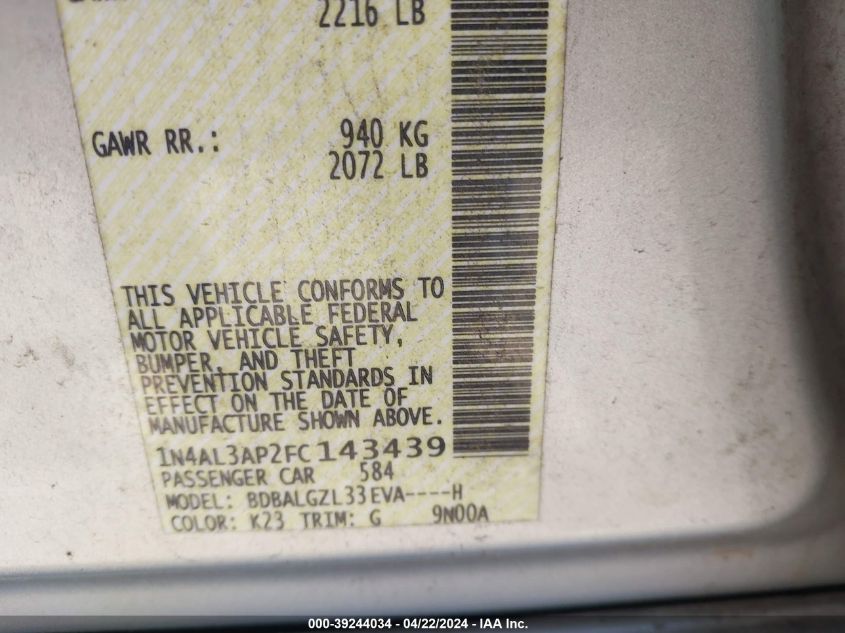 2216 LB
GAWR RR.: 940 KG
2072 LB
THIS VEHICLE CONFORMS TO
ALL APPLICABLE FEDERAL
MOTOR VEHICLE SAFETY,
BUMPER, AND THEFT
PREVENTION STANDARDS IN
EFFECT ON THE DATE OF
MANUFACTURE SHOWN ABOVE.
1N4AL3AP2FC143439
PASSENGER CAR 584
MODEL: BDBALGZL33EVA----H
COLOR: K23 TRIM: G 9N00A
000-39244034 - 04/22/2024 - IAA Inc.